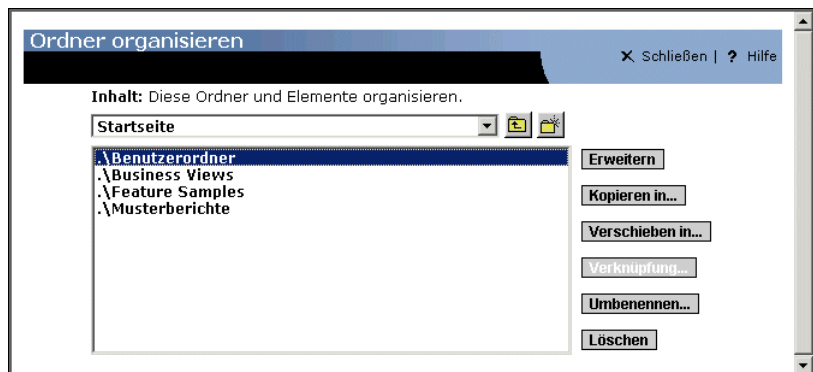 Ordner organisieren
X Schließen | ? Hilfe
Inhalt: Diese Ordner und Elemente organisieren.
Startseite
.\Benutzerordner
.\Business Views
.\Feature Samples
.\Musterberichte
Erweitern
Kopieren in...
Verschieben in...
Verknüpfung...
Umbenennen...
Löschen